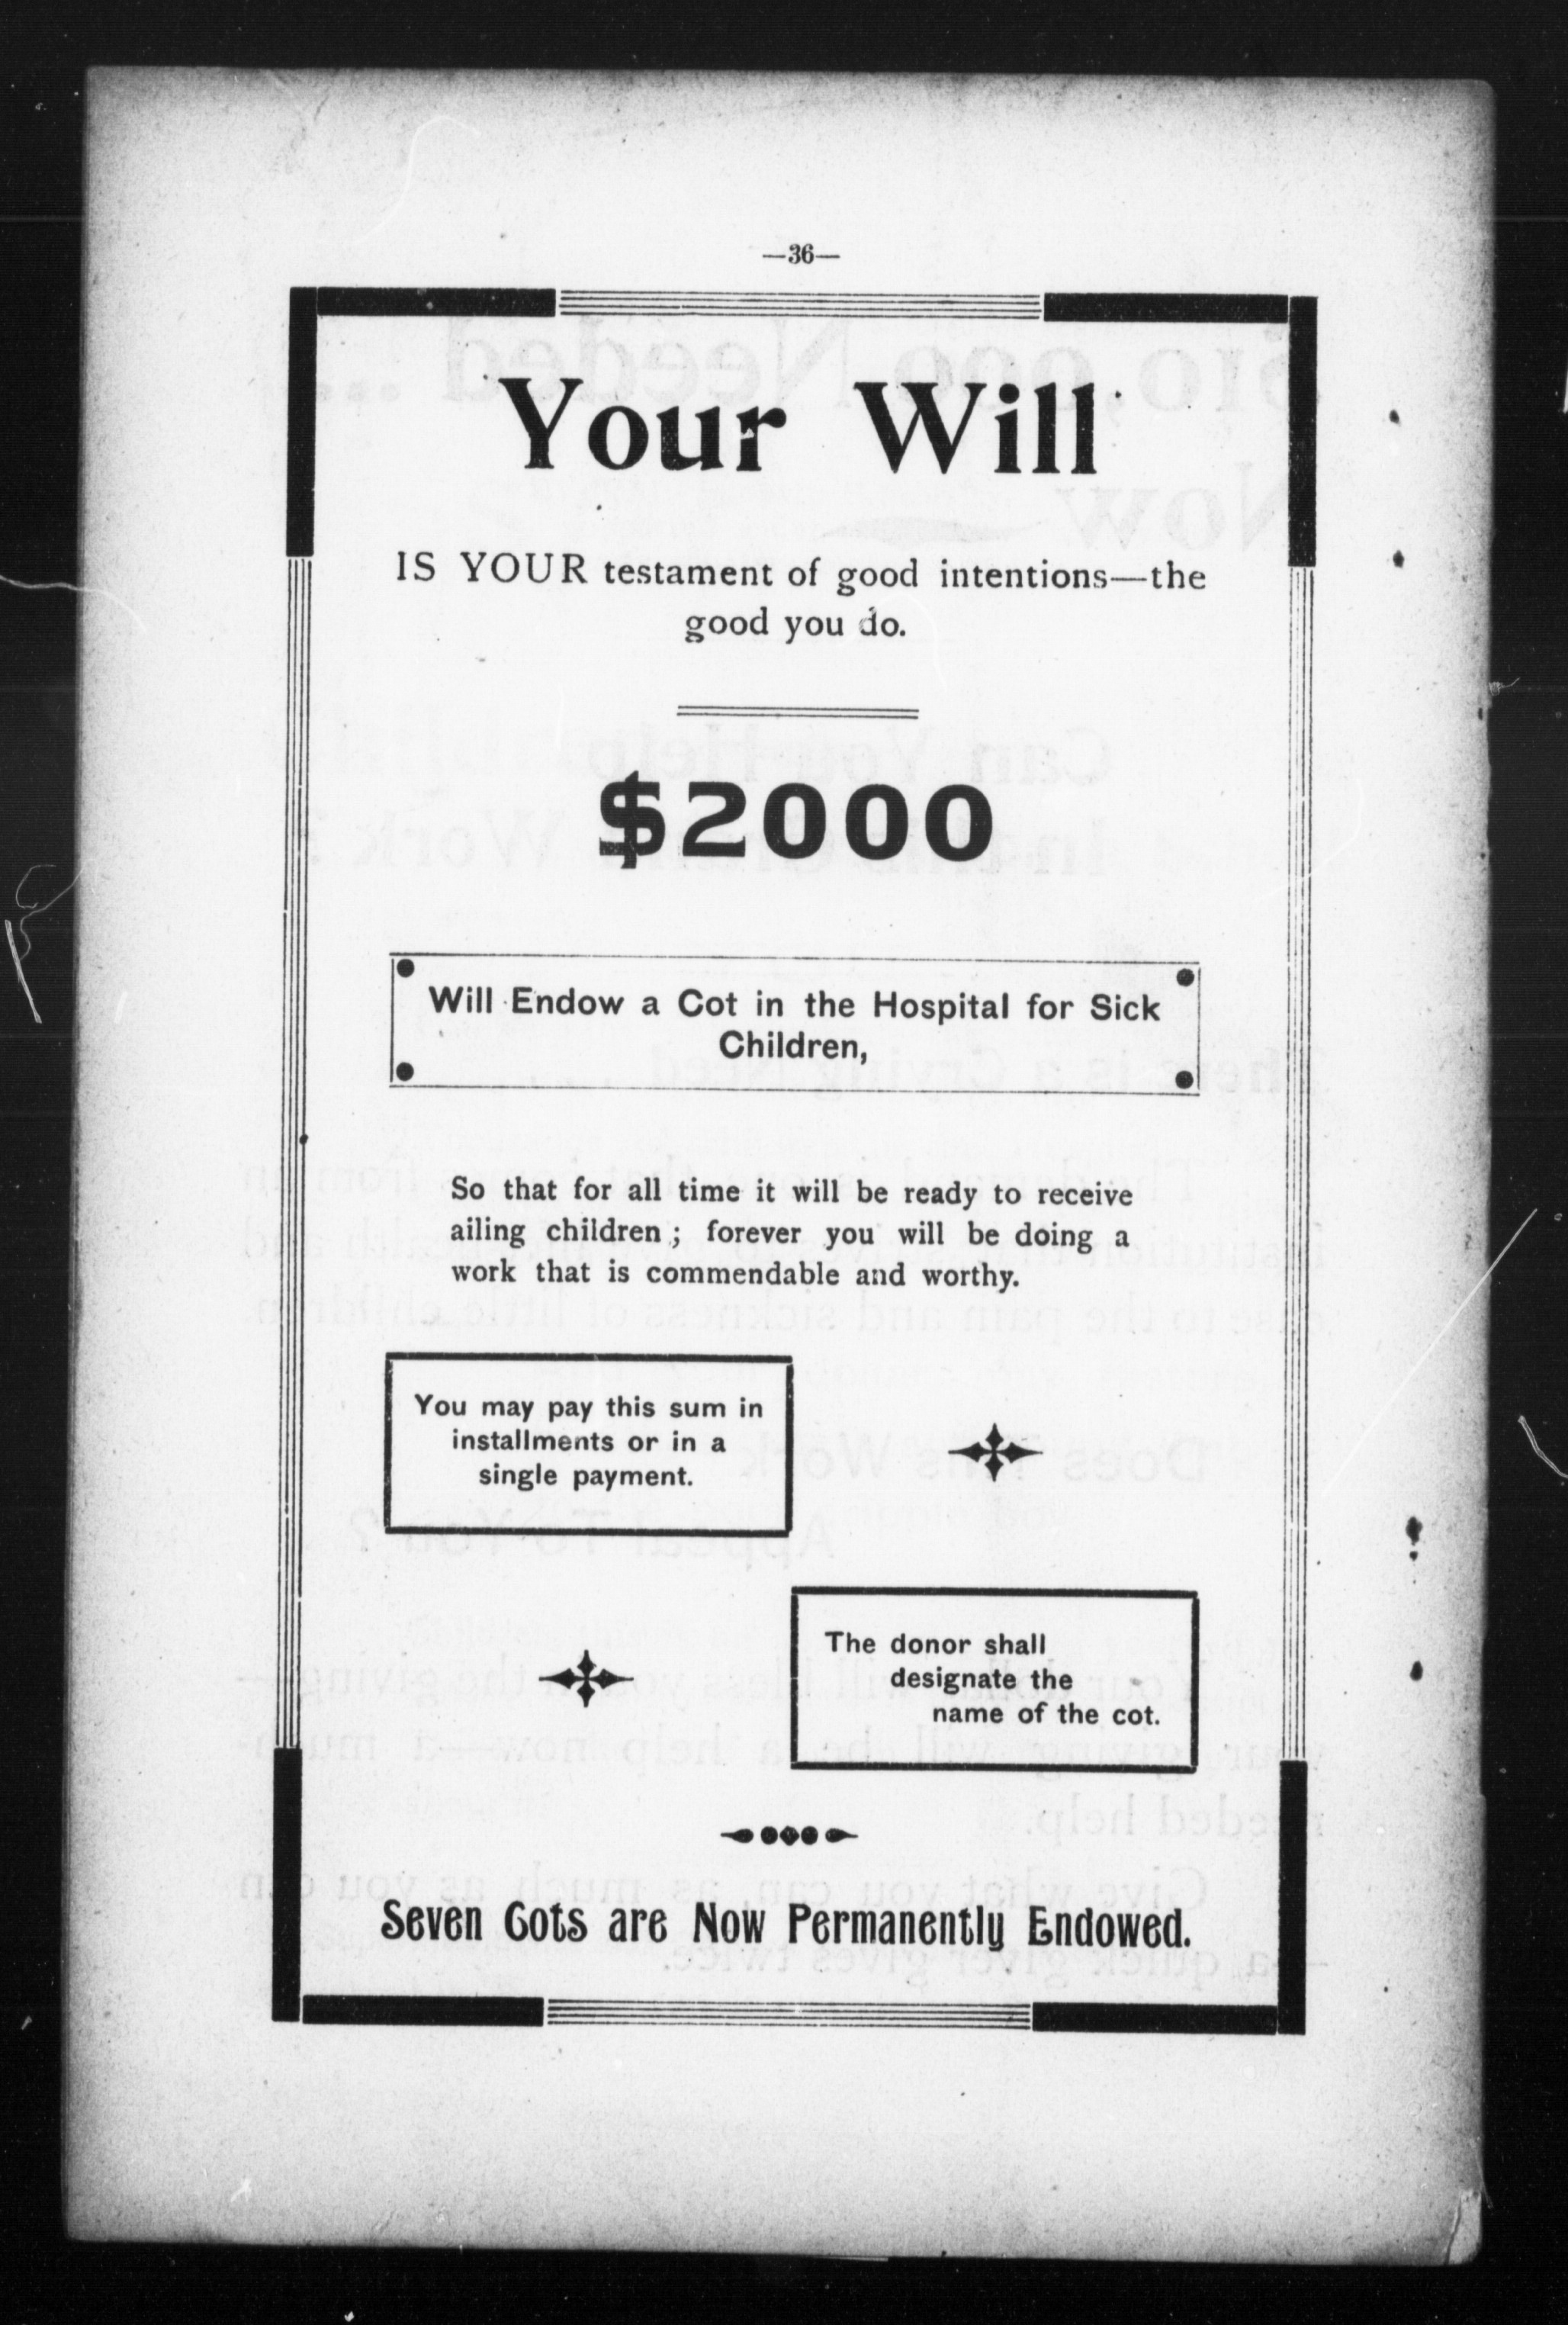 —36—
Your Will
IS YOUR testament of good intentions—the
good you do.
$2000
Will Endow a Cot in the Hospital for Sick
Children,
So that for all time it will be ready to receive
ailing children ; forever you will be doing a
work that is commendable and worthy.
You may pay this sum in
installments or in a
single payment.
The donor shall
designate the
name of the cot.
Seven Cots are Now Permanently Endowed.